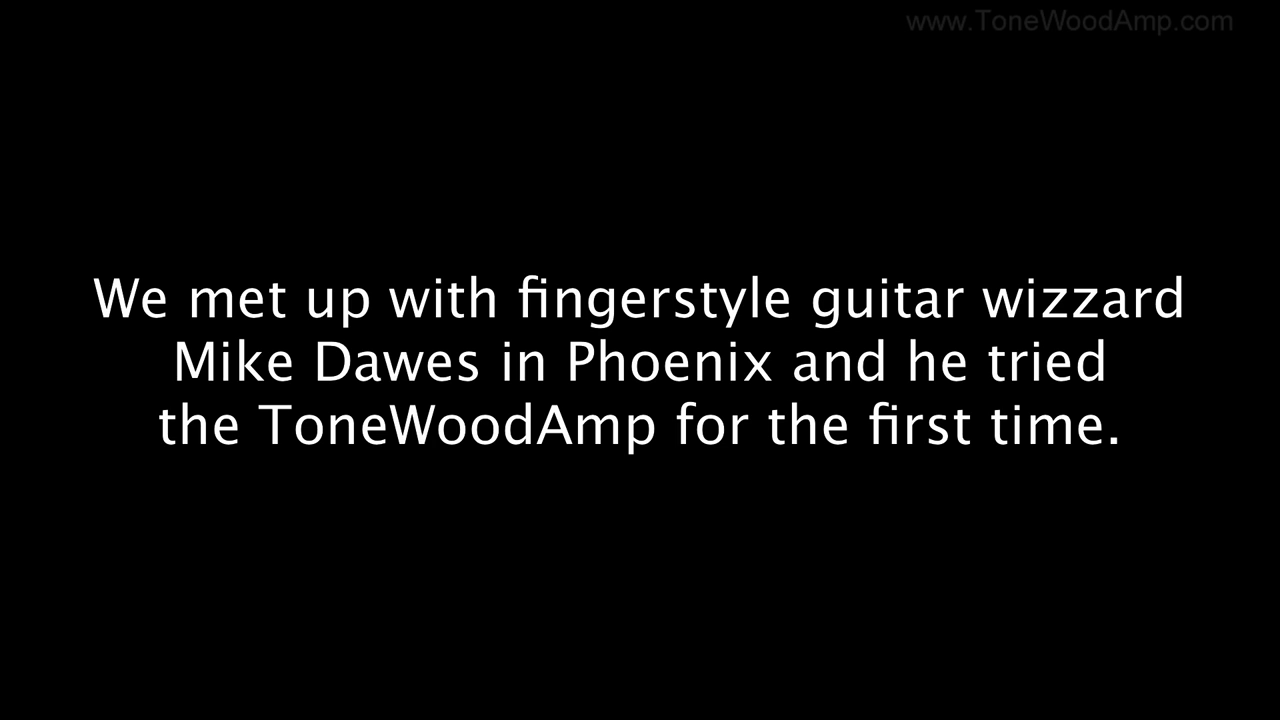 www.ToneWoodAmp.com
We met up with fingerstyle guitar wizzard
Mike Dawes in Phoenix and he tried
the ToneWoodAmp for the first time.